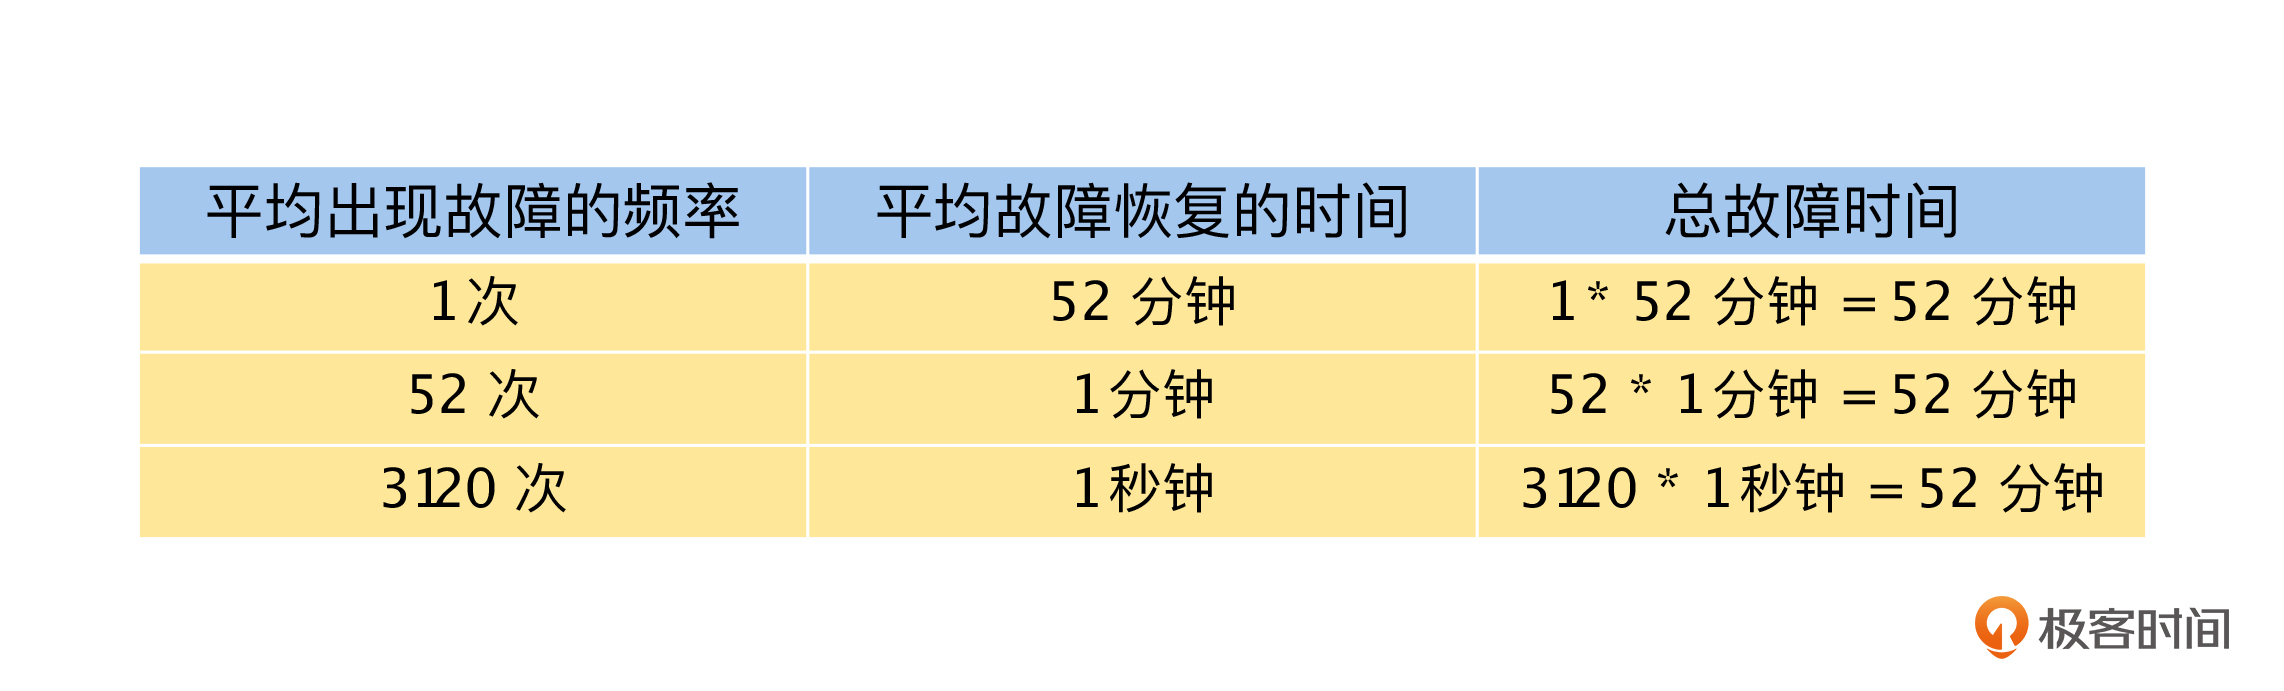 平均出现故障的频率 平均故障恢复的时间 总故障时间
1次 52 分钟 1* 52 分钟 = 52 分钟
52 次 1分钟 52 * 1分钟 = 52 分钟
3120 次 1秒钟 3120 * 1秒钟 = 52 分钟
极客时间